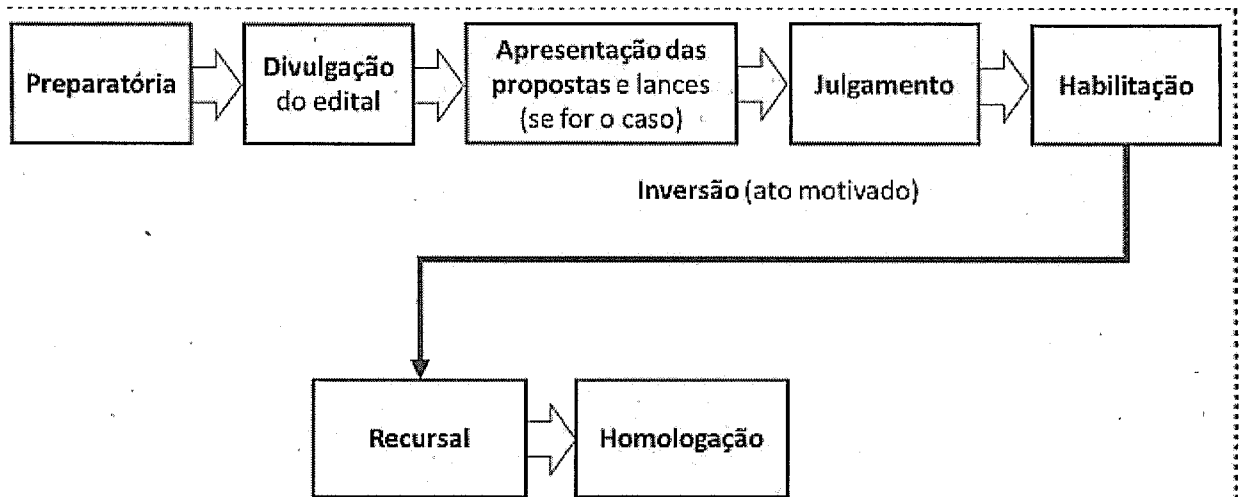 Preparatória
Divulgação
do edital
Apresentação das
propostas e lances
(se for o caso)
Julgamento
Habilitação
Inversão (ato motivado)
Recursal
Homologação